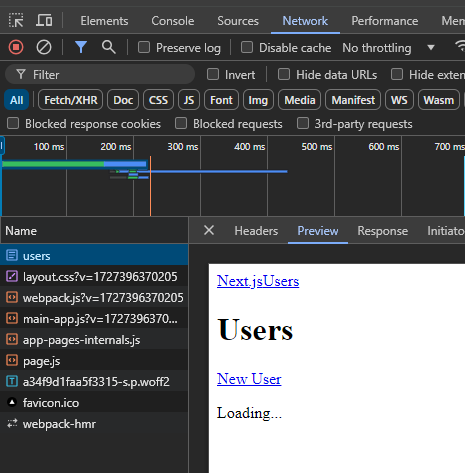 Elements Console Sources Network Performance Memory
Preserve log Disable cache No throttling
Filter Invert Hide data URLs Hide exten
All Fetch/XHR Doc CSS JS Font Img Media Manifest WS Wasm
Blocked response cookies Blocked requests 3rd-party requests
100 ms 200 ms 300 ms 400 ms 500 ms 600 ms 700 ms
Name Headers Preview Response Initiato
users
layout.css?v=1727396370205
webpack.js?v=1727396370205
main-app.js?v=1727396370...
app-pages-internals.js
page.js
a34f9d1faa5f3315-s.p.woff2
favicon.ico
webpack-hmr
Next.jsUsers
Users
New User
Loading...